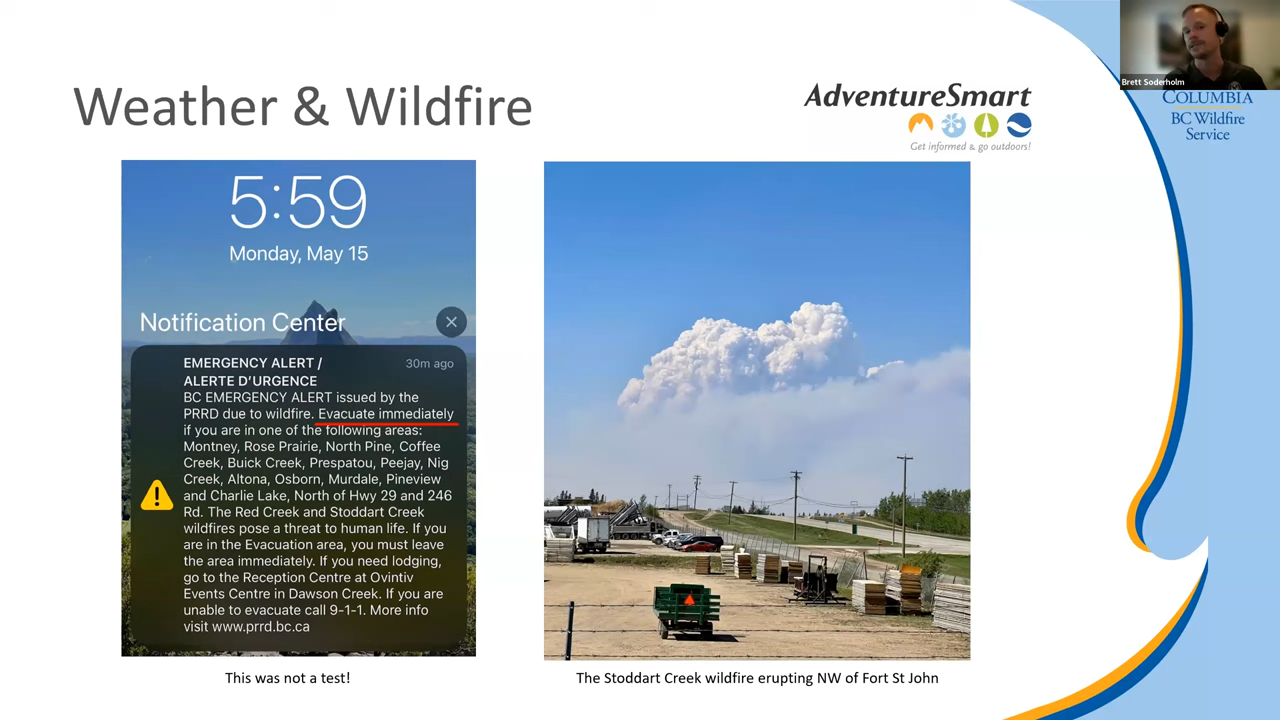 Brett Soderholm
COLUMBIA
BC Wildfire
Service
Weather & Wildfire
AdventureSmart
Get informed & go outdoors!
5:59
Monday, May 15
Notification Center
EMERGENCY ALERT / 30m ago
ALERTE D'URGENCE
BC EMERGENCY ALERT issued by the
PRRD due to wildfire. Evacuate immediately
if you are in one of the following areas:
Montney, Rose Prairie, North Pine, Coffee
Creek, Buick Creek, Prespatou, Peejay, Nig
Creek, Altona, Osborn, Murdale, Pineview
and Charlie Lake, North of Hwy 29 and 246
Rd. The Red Creek and Stoddart Creek
wildfires pose a threat to human life. If you
are in the Evacuation area, you must leave
the area immediately. If you need lodging,
go to the Reception Centre at Ovintiv
Events Centre in Dawson Creek. If you are
unable to evacuate call 9-1-1. More info
visit www.prrd.bc.ca
This was not a test!
The Stoddart Creek wildfire erupting NW of Fort St John